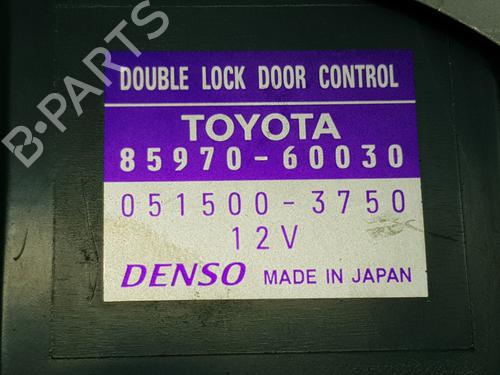 B-PARTS
DOUBLE LOCK DOOR CONTROL
TOYOTA
85970-60030
051500-3750
12V
DENSO MADE IN JAPAN